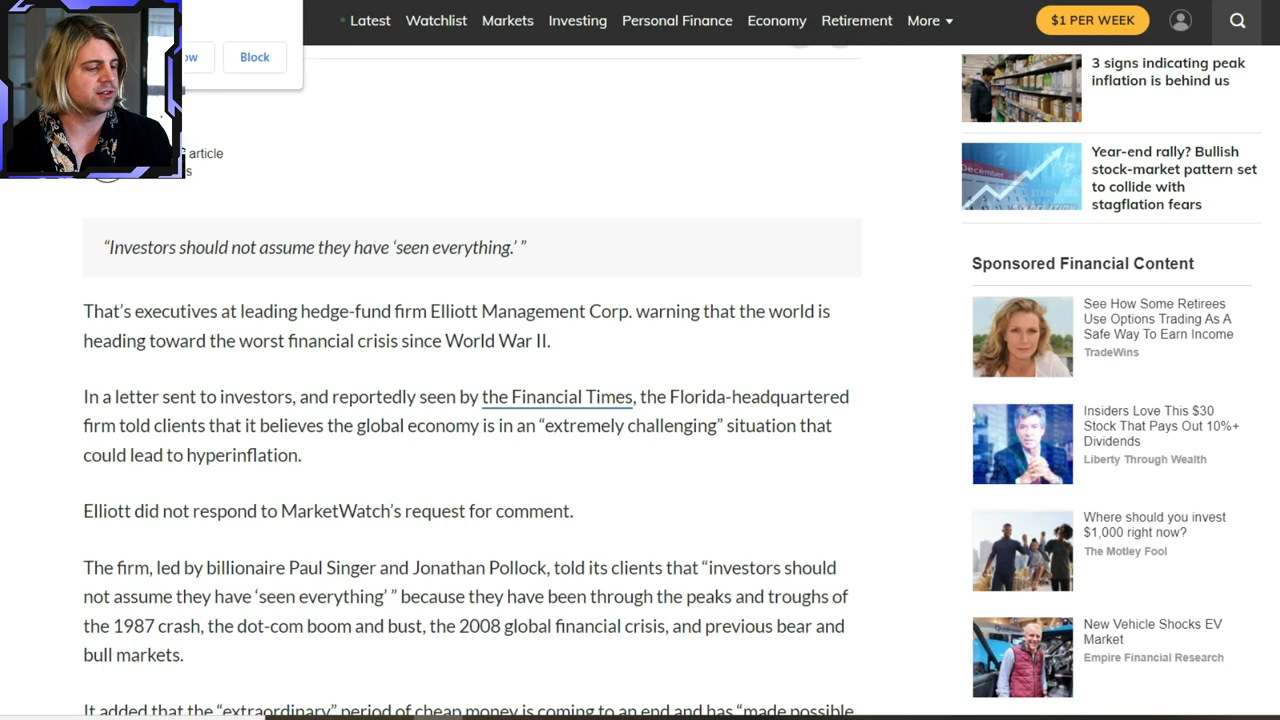 Latest Watchlist Markets Investing Personal Finance Economy Retirement More
$1 PER WEEK
Block
article
“Investors should not assume they have ‘seen everything.’ ”
That’s executives at leading hedge-fund firm Elliott Management Corp. warning that the world is
heading toward the worst financial crisis since World War II.
In a letter sent to investors, and reportedly seen by the Financial Times, the Florida-headquartered
firm told clients that it believes the global economy is in an “extremely challenging” situation that
could lead to hyperinflation.
Elliott did not respond to MarketWatch’s request for comment.
The firm, led by billionaire Paul Singer and Jonathan Pollock, told its clients that “investors should
not assume they have ‘seen everything’ ” because they have been through the peaks and troughs of
the 1987 crash, the dot-com boom and bust, the 2008 global financial crisis, and previous bear and
bull markets.
It added that the “extraordinary” period of cheap money is coming to an end and has “made possible
3 signs indicating peak
inflation is behind us
Year-end rally? Bullish
stock-market pattern set
to collide with
stagflation fears
Sponsored Financial Content
See How Some Retirees
Use Options Trading As A
Safe Way To Earn Income
TradeWins
Insiders Love This $30
Stock That Pays Out 10%+
Dividends
Liberty Through Wealth
Where should you invest
$1,000 right now?
The Motley Fool
New Vehicle Shocks EV
Market
Empire Financial Research